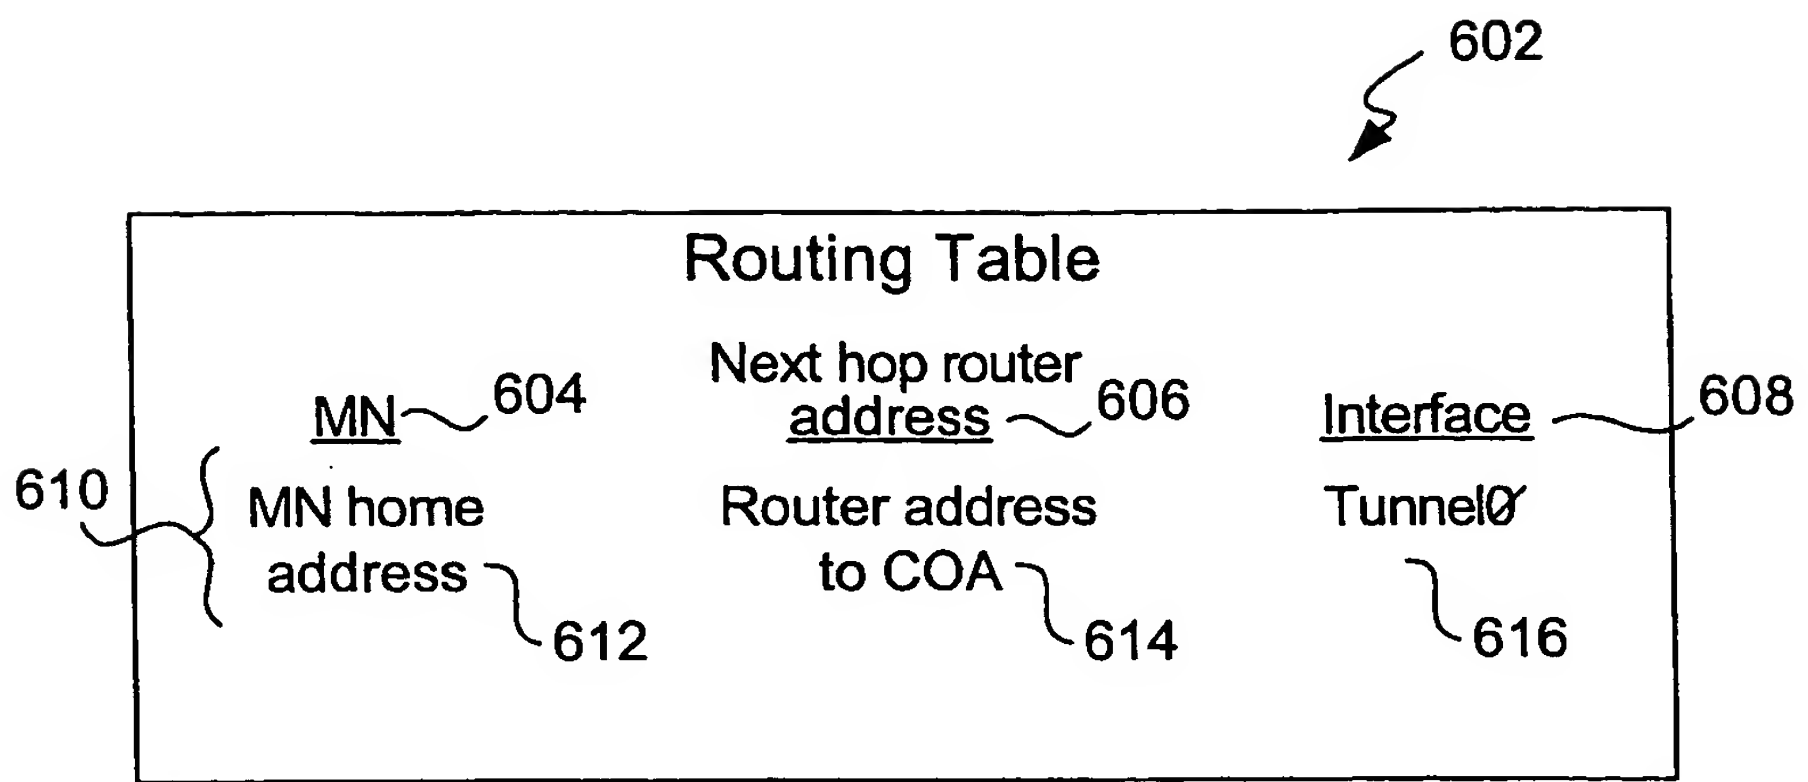 602
Routing Table
Next hop router
MN 604 address 606 Interface 608
610 MN home Router address Tunnel0
address to COA
612 614 616